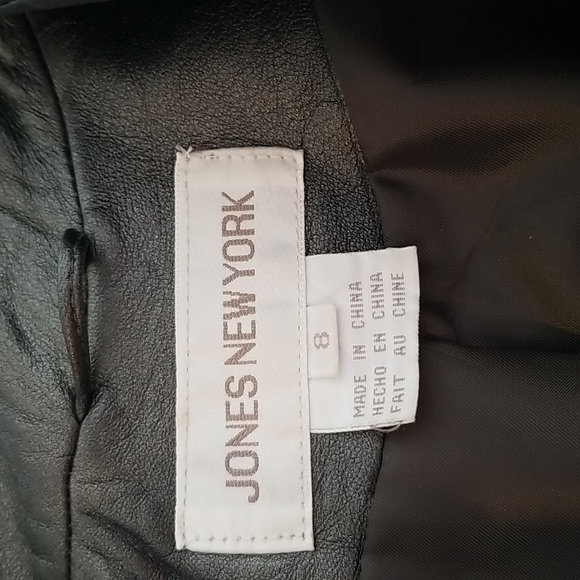 JONES NEW YORK
8
MADE IN CHINA
HECHO EN CHINA
FAIT AU CHINE